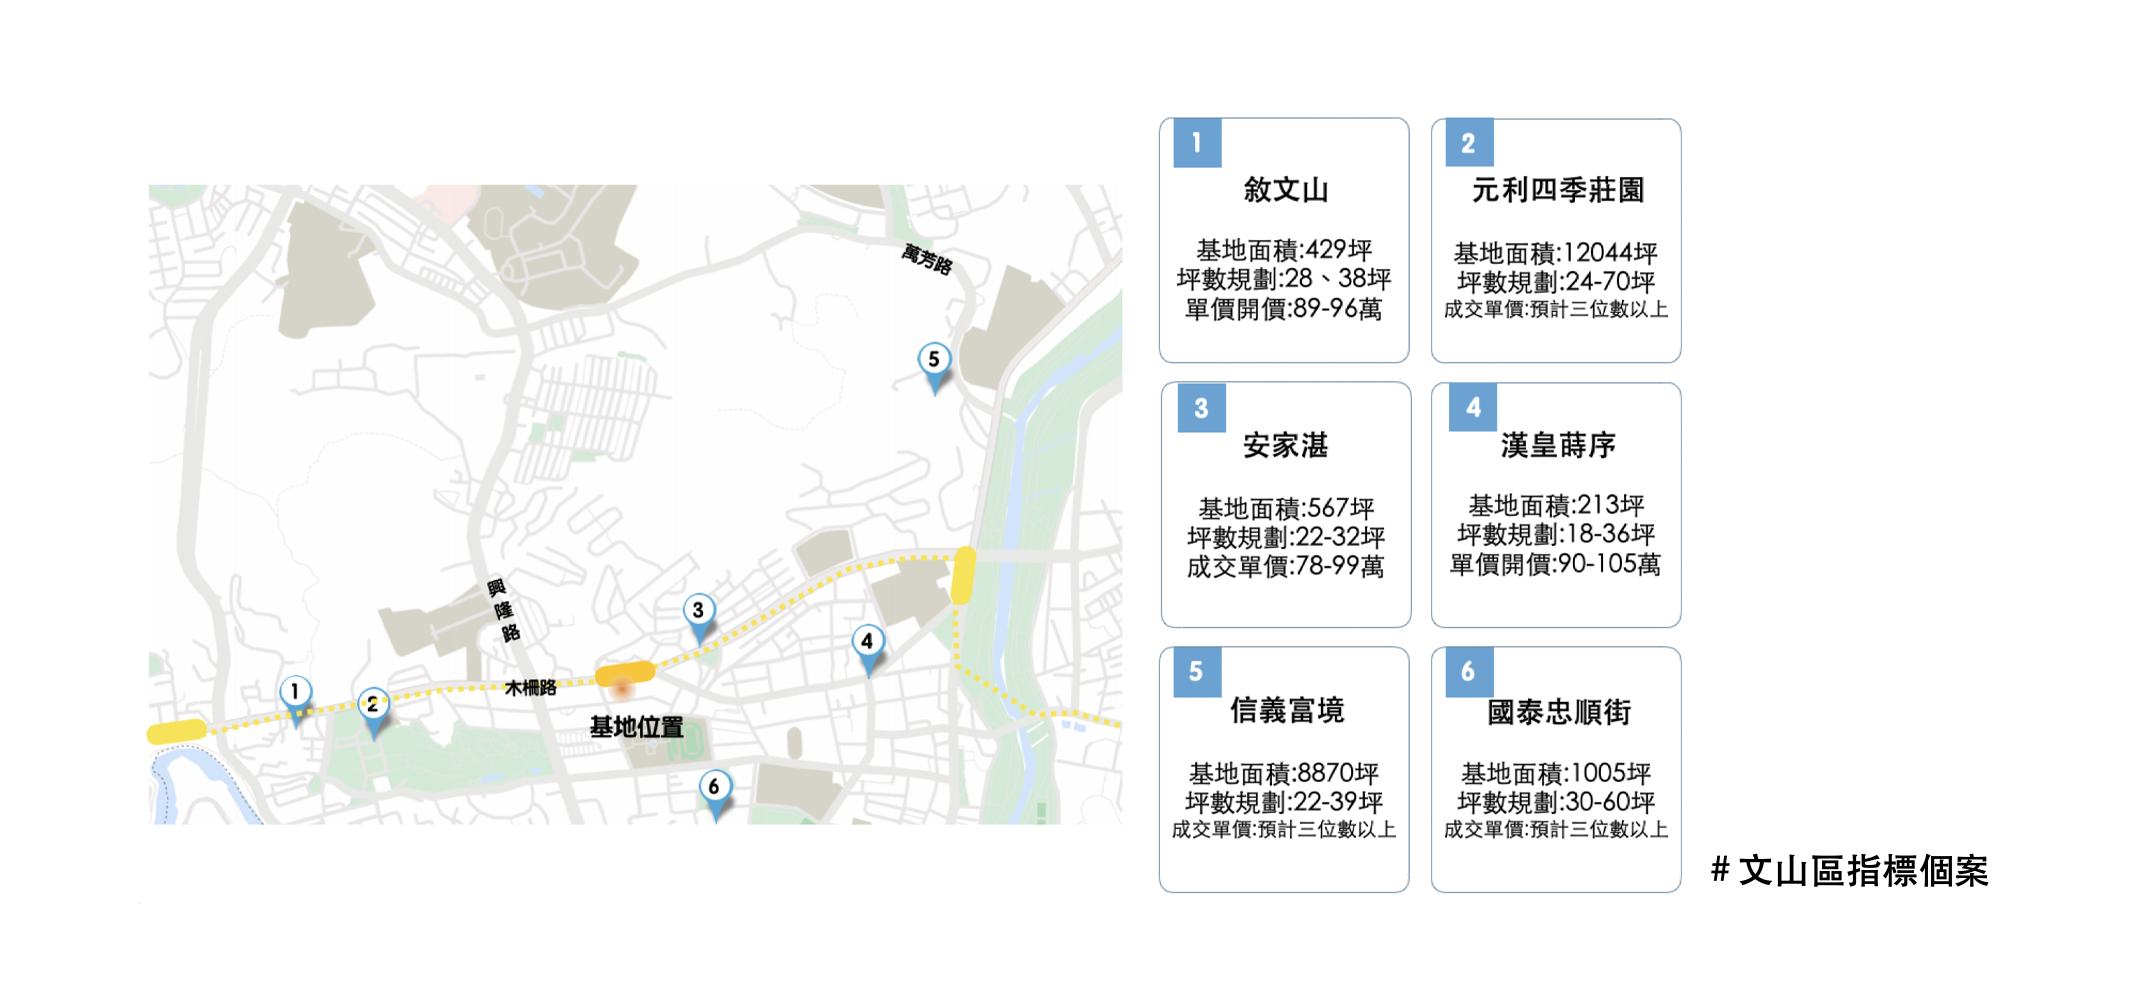 萬芳路
5
興隆路
3
4
1
2
木柵路
基地位置
6
1
敘文山
基地面積:429坪
坪數規劃:28、38坪
單價開價:89-96萬
2
元利四季莊園
基地面積:12044坪
坪數規劃:24-70坪
成交單價:預計三位數以上
3
安家湛
基地面積:567坪
坪數規劃:22-32坪
成交單價:78-99萬
4
漢皇蒔序
基地面積:213坪
坪數規劃:18-36坪
單價開價:90-105萬
5
信義富境
基地面積:8870坪
坪數規劃:22-39坪
成交單價:預計三位數以上
6
國泰忠順街
基地面積:1005坪
坪數規劃:30-60坪
成交單價:預計三位數以上
#文山區指標個案